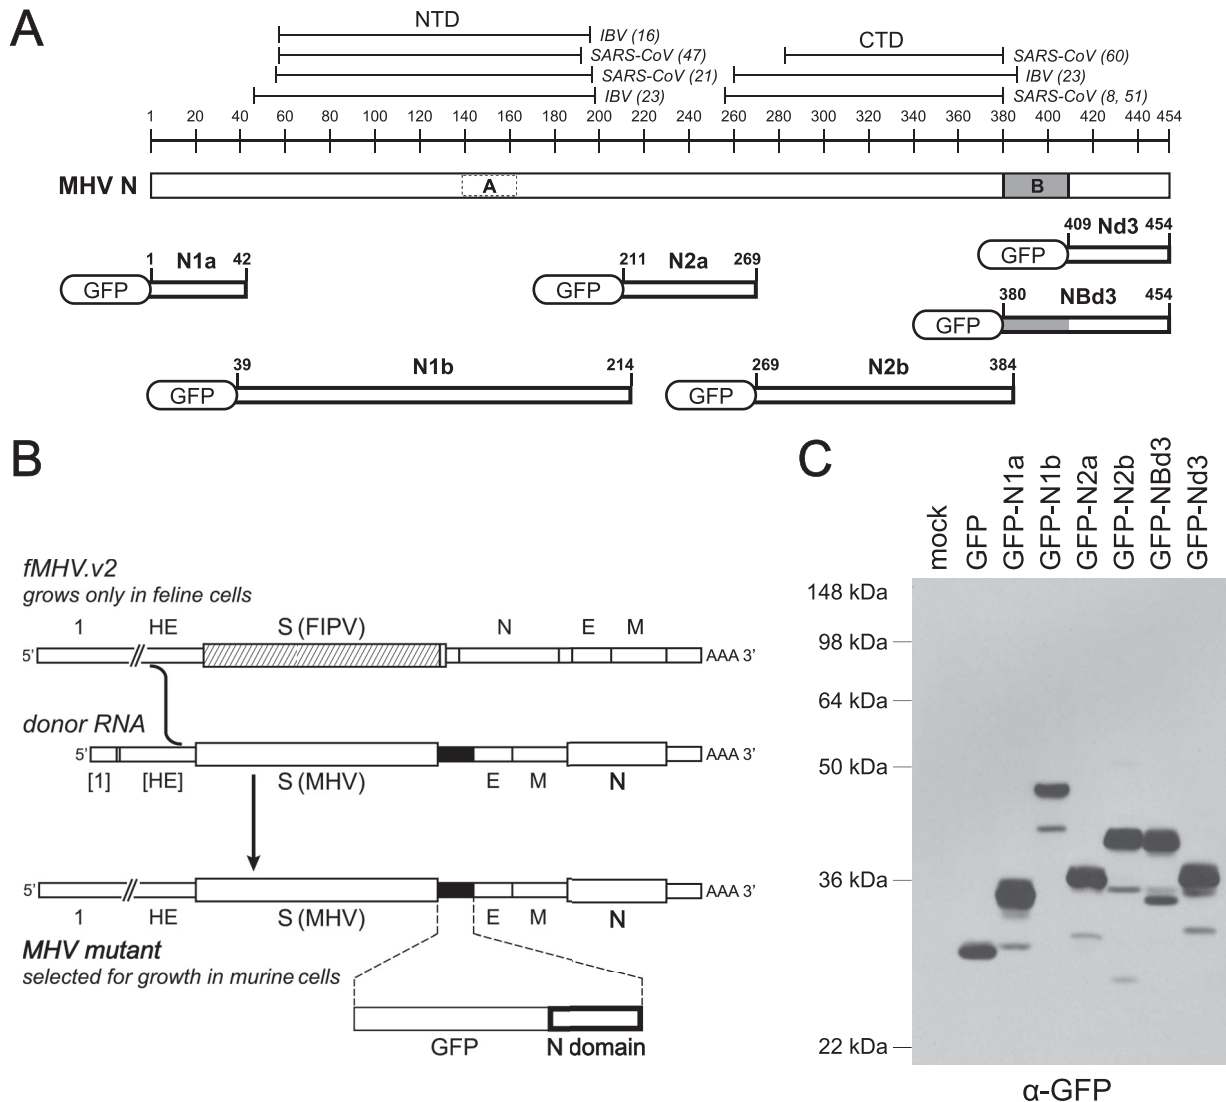 A
NTD
IBV (16)
CTD
SARS-CoV (47)
SARS-CoV (60)
SARS-CoV (21)
IBV (23)
IBV (23)
SARS-CoV (8, 51)
1 20 40 60 80 100 120 140 160 180 200 220 240 260 280 300 320 340 360 380 400 420 440 454
MHV N
A
B
409 Nd3 454
GFP
1 N1a 42
GFP
211 N2a 269
GFP
380 NBd3 454
GFP
39 N1b 214
GFP
269 N2b 384
GFP
B
fMHV.v2
grows only in feline cells
1 HE S (FIPV) N E M
5’ AAA 3’
donor RNA
5’ AAA 3’
[1] [HE] S (MHV) E M N
5’ AAA 3’
1 HE S (MHV) E M N
MHV mutant
selected for growth in murine cells
GFP N domain
C
mock
GFP
GFP-N1a
GFP-N1b
GFP-N2a
GFP-N2b
GFP-NBd3
GFP-Nd3
148 kDa
98 kDa
64 kDa
50 kDa
36 kDa
22 kDa
α-GFP